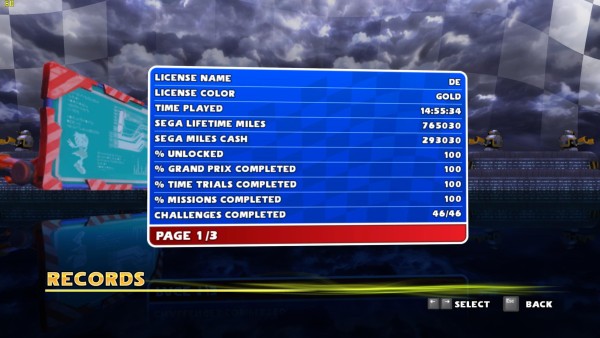 LICENSE NAME DE
LICENSE COLOR GOLD
TIME PLAYED 14:55:34
SEGA LIFETIME MILES 765030
SEGA MILES CASH 293030
% UNLOCKED 100
% GRAND PRIX COMPLETED 100
% TIME TRIALS COMPLETED 100
% MISSIONS COMPLETED 100
CHALLENGES COMPLETED 46/46
PAGE 1/3
RECORDS
SELECT BACK